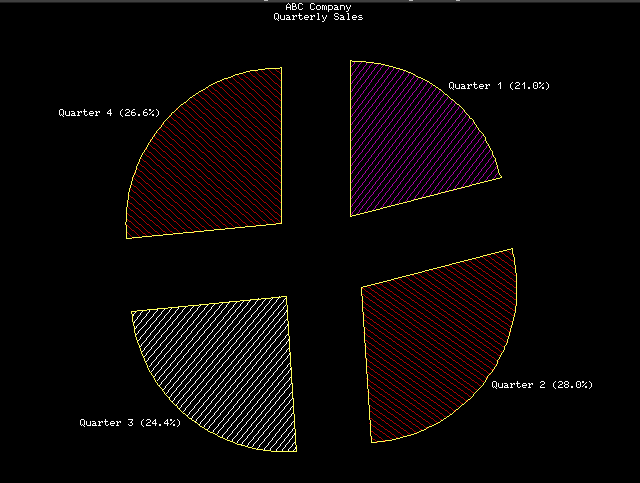 ABC Company
Quarterly Sales
Quarter 1 (21.0%)
Quarter 4 (26.6%)
Quarter 2 (28.0%)
Quarter 3 (24.4%)